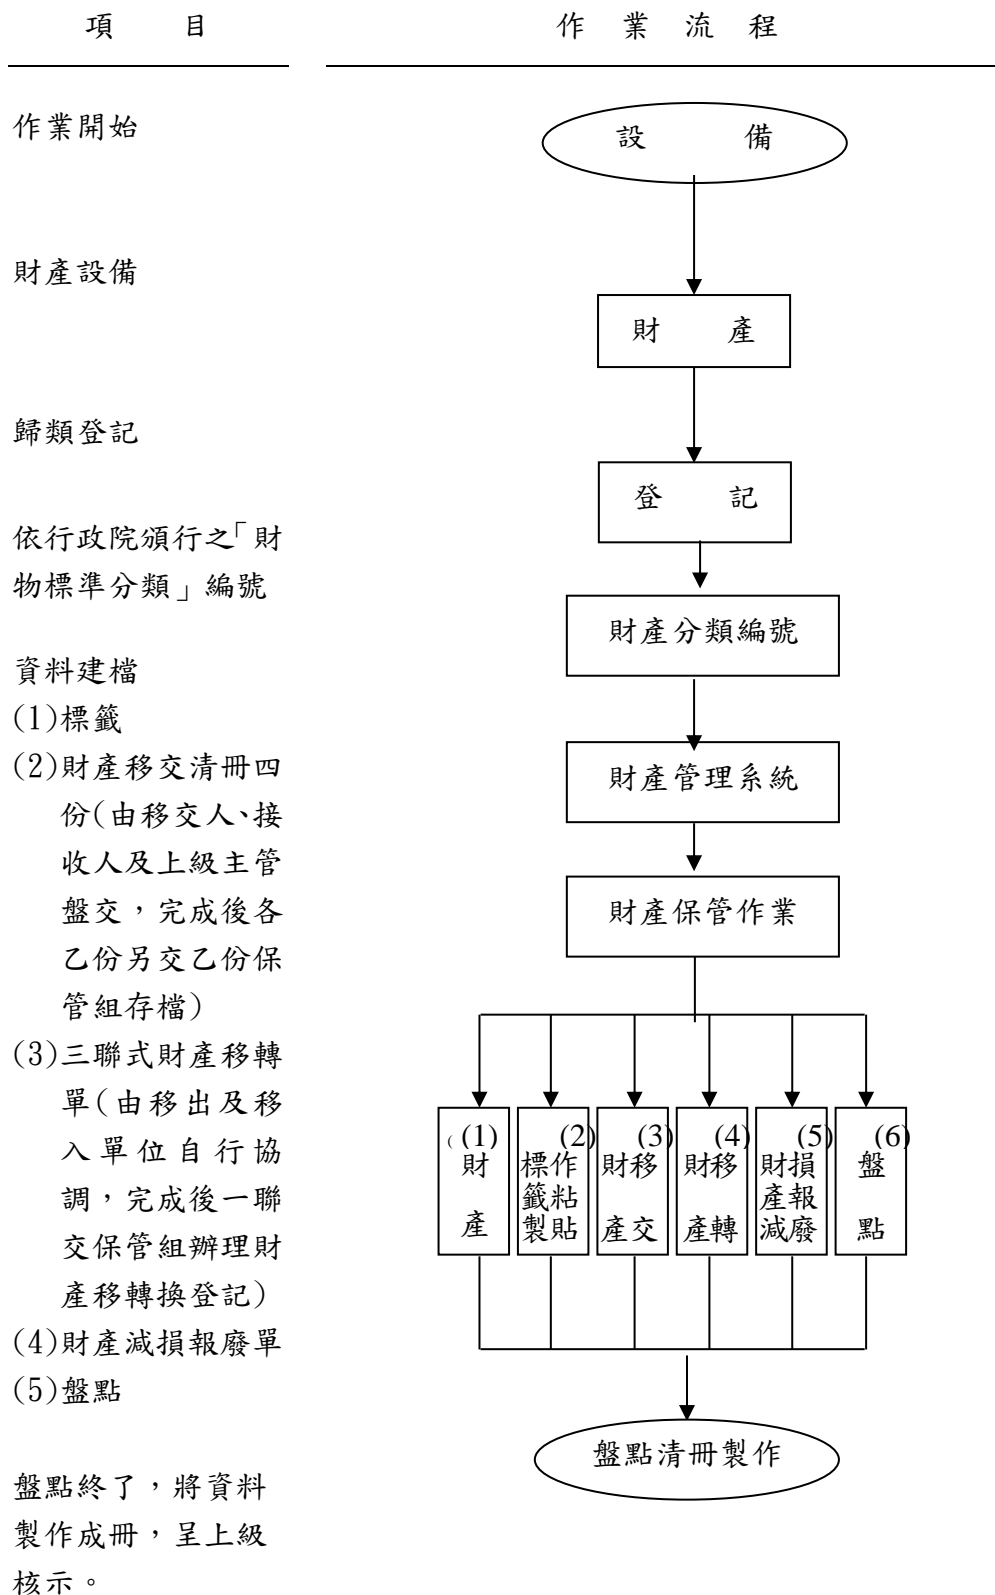 項 目
作 業 流 程
作業開始
財產設備
歸類登記
依行政院頒行之「財
物標準分類」編號
資料建檔
(1)標籤
(2)財產移交清冊四
份(由移交人、接
收人及上級主管
盤交，完成後各
乙份另交乙份保
管組存檔)
(3)三聯式財產移轉
單(由移出及移
入單位自行協
調，完成後一聯
交保管組辦理財
產移轉換登記)
(4)財產減損報廢單
(5)盤點
盤點終了，將資料
製作成冊，呈上級
核示。
設 備
財 產
登 記
財產分類編號
財產管理系統
財產保管作業
( (1)
財
產
(2)
標作
籤粘
製貼
(3)
財移
產交
(4)
財移
產轉
(5)
財損
產報
減廢
(6)
盤
點
盤點清冊製作